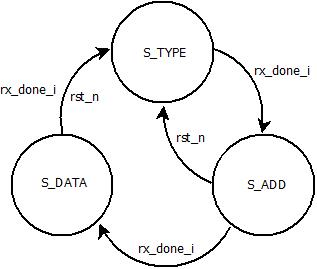 S_TYPE
rx_done_i
rx_done_i
rst_n
rst_n
S_DATA
S_ADD
rx_done_i